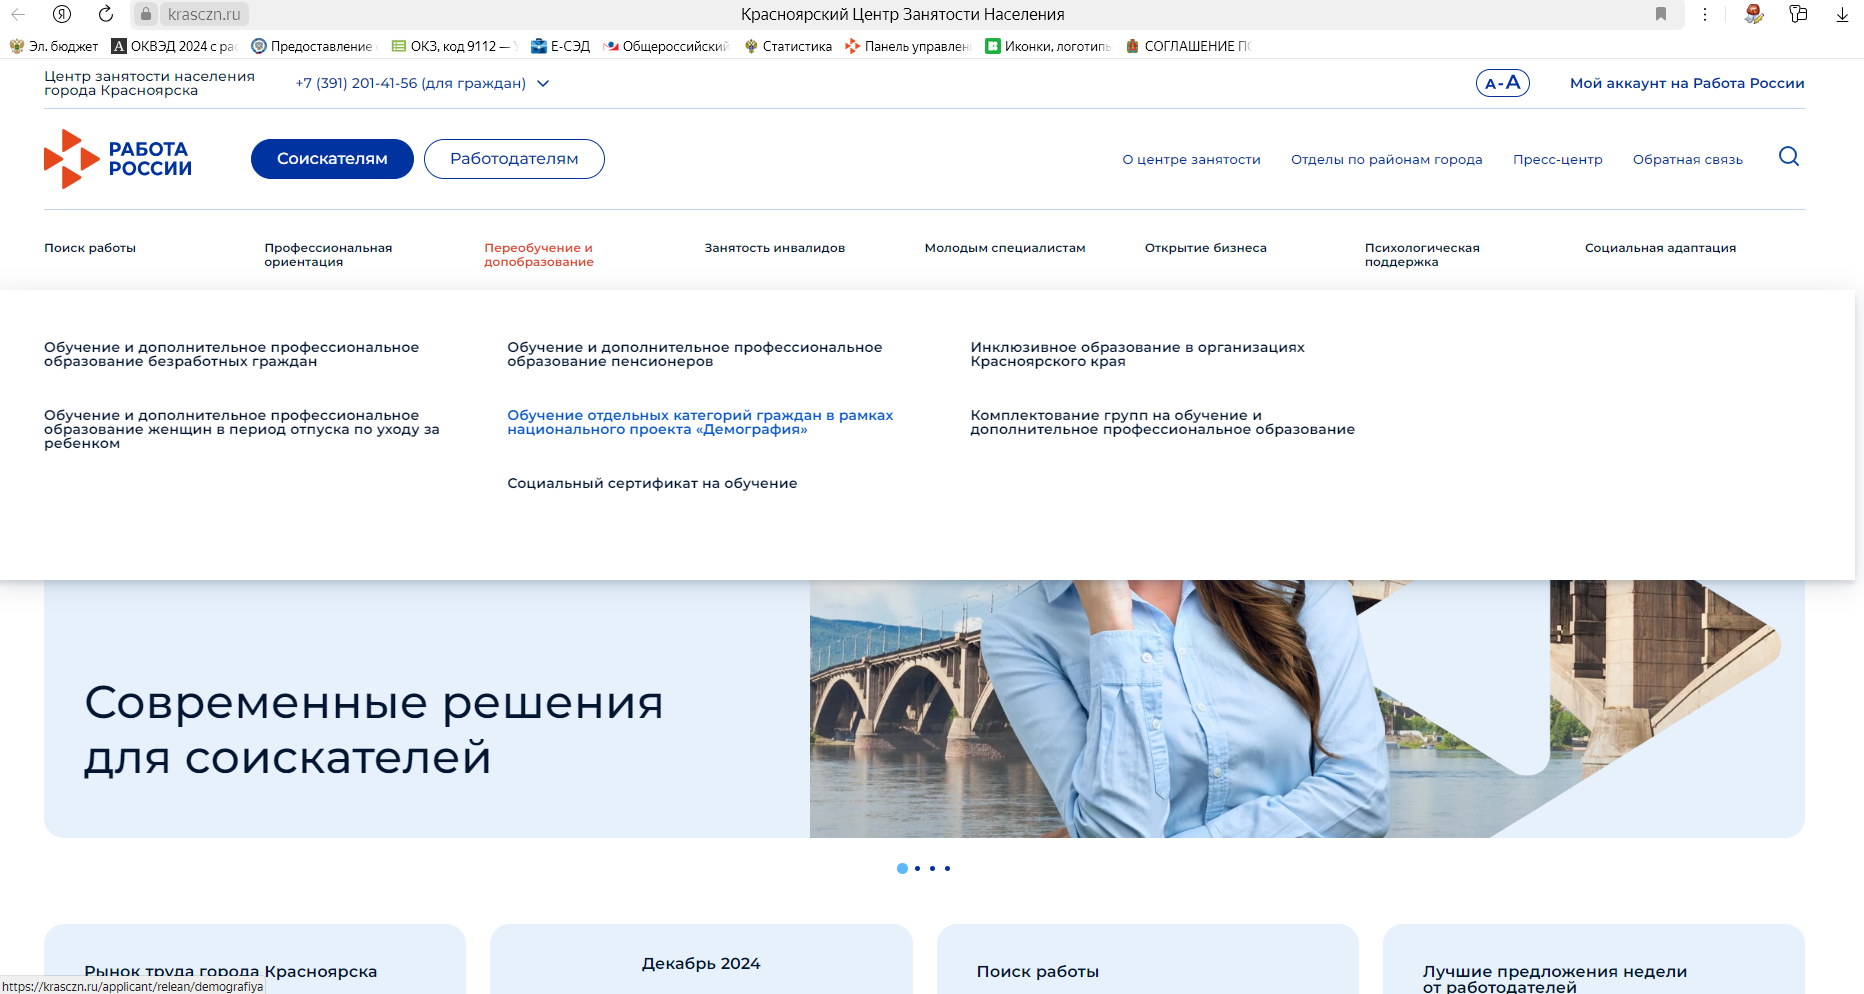 krasczn.ru
Красноярский Центр Занятости Населения
Эл. бюджет
ОКВЭД 2024 с рас
Предоставление
ОКЗ, код 9112 —
Е-СЭД
Общероссийский
Статистика
Панель управлен
Иконки, логотипы
СОГЛАШЕНИЕ ПО
Центр занятости населения
города Красноярска
+7 (391) 201-41-56 (для граждан)
A-A
Мой аккаунт на Работа России
РАБОТА
РОССИИ
Соискателям
Работодателям
О центре занятости
Отделы по районам города
Пресс-центр
Обратная связь
Поиск работы
Профессиональная
ориентация
Переобучение и
допобразование
Занятость инвалидов
Молодым специалистам
Открытие бизнеса
Психологическая
поддержка
Социальная адаптация
Обучение и дополнительное профессиональное
образование безработных граждан
Обучение и дополнительное профессиональное
образование пенсионеров
Инклюзивное образование в организациях
Красноярского края
Обучение и дополнительное профессиональное
образование женщин в период отпуска по уходу за
ребенком
Обучение отдельных категорий граждан в рамках
национального проекта «Демография»
Комплектование групп на обучение и
дополнительное профессиональное образование
Социальный сертификат на обучение
Современные решения
для соискателей
Рынок труда города Красноярска
Декабрь 2024
Поиск работы
Лучшие предложения недели
от работодателей
https://krasczn.ru/applicant/relean/demografiya